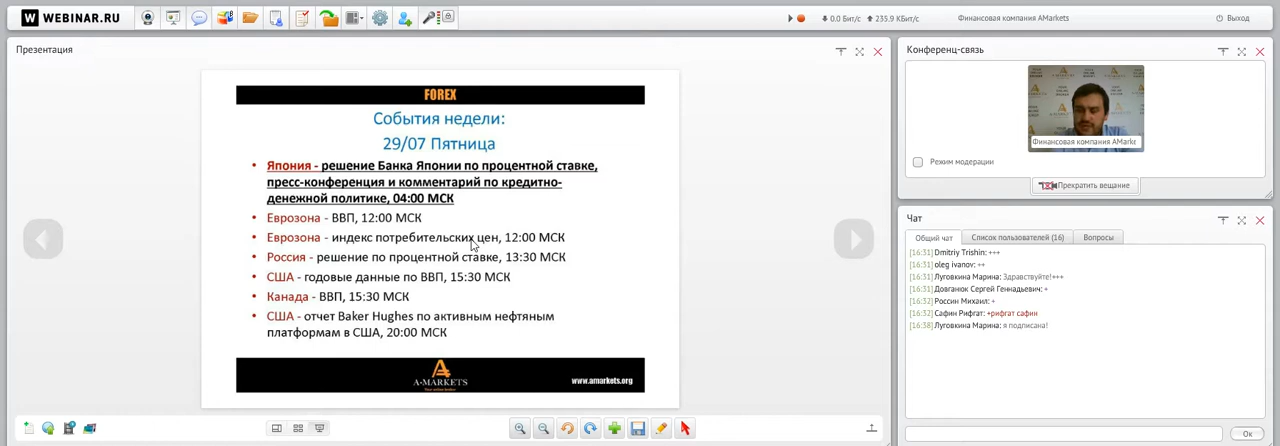 WEBINAR.RU
0.0 Бит/с
235.9 КБит/с
Финансовая компания AMarkets
Выход
Презентация
FOREX
События недели:
29/07 Пятница
• Япония - решение Банка Японии по процентной ставке,
пресс-конференция и комментарий по кредитно-
денежной политике, 04:00 МСК
• Еврозона - ВВП, 12:00 МСК
• Еврозона - индекс потребительских цен, 12:00 МСК
• Россия - решение по процентной ставке, 13:30 МСК
• США - годовые данные по ВВП, 15:30 МСК
• Канада - ВВП, 15:30 МСК
• США - отчет Baker Hughes по активным нефтяным
платформам в США, 20:00 МСК
A-MARKETS
www.amarkets.org
Конференц-связь
Финансовая компания AMarke
Режим модерации
Прекратить вещание
Чат
Общий чат
Список пользователей (16)
Вопросы
[16:31] Dmitriy Trishin: +++
[16:31] oleg ivanov: ++
[16:31] Луговкина Марина: Здравствуйте!+++
[16:31] Довганюк Сергей Геннадьевич: +
[16:32] Россин Михаил: +
[16:32] Сафин Рифгат: +рифгат сафин
[16:38] Луговкина Марина: я подписана!
Ок